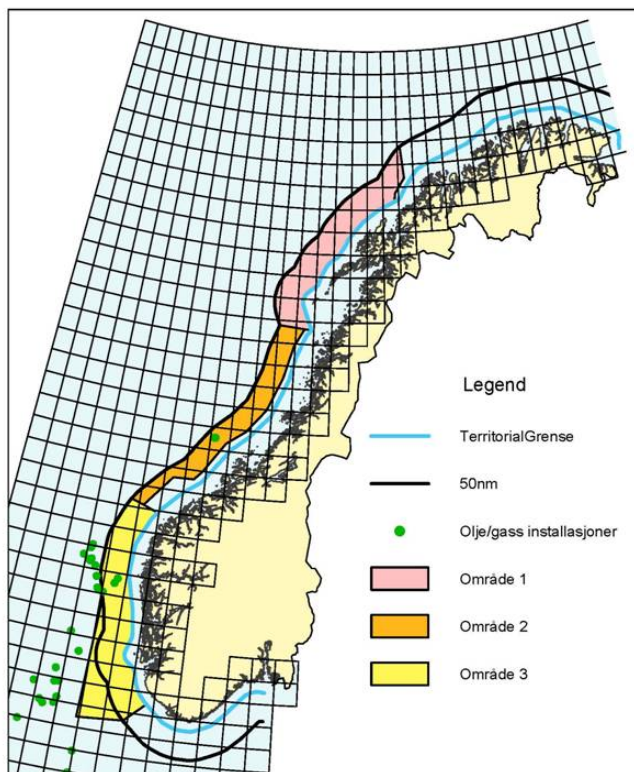 Legend
TerritorialGrense
50nm
Olje/gass installasjoner
Område 1
Område 2
Område 3